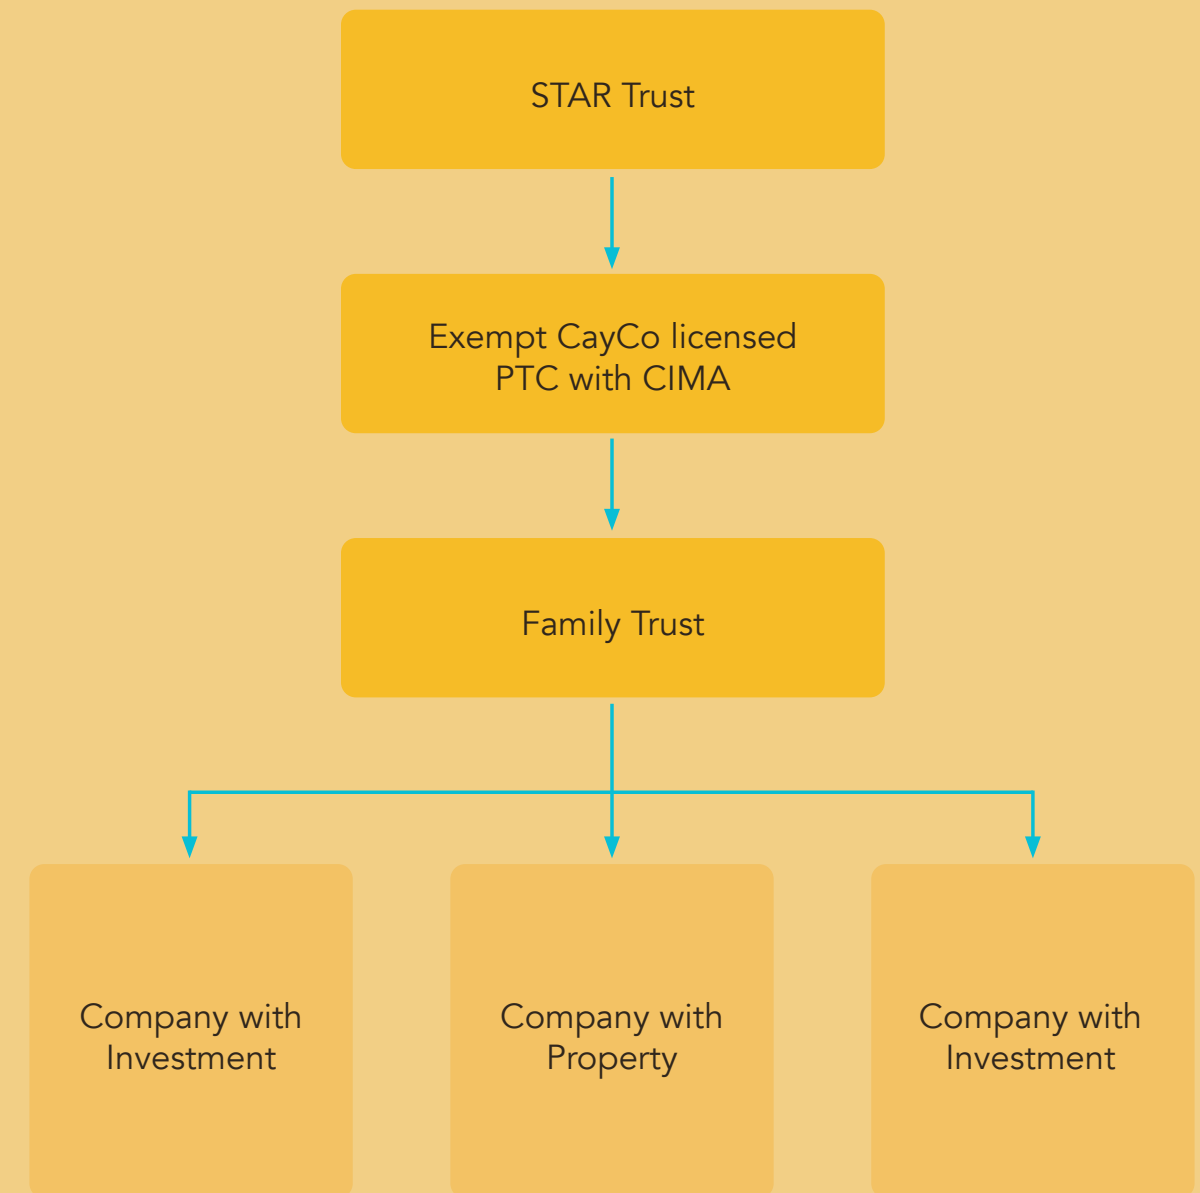 STAR Trust
Exempt CayCo licensed
PTC with CIMA
Family Trust
Company with
Investment
Company with
Property
Company with
Investment